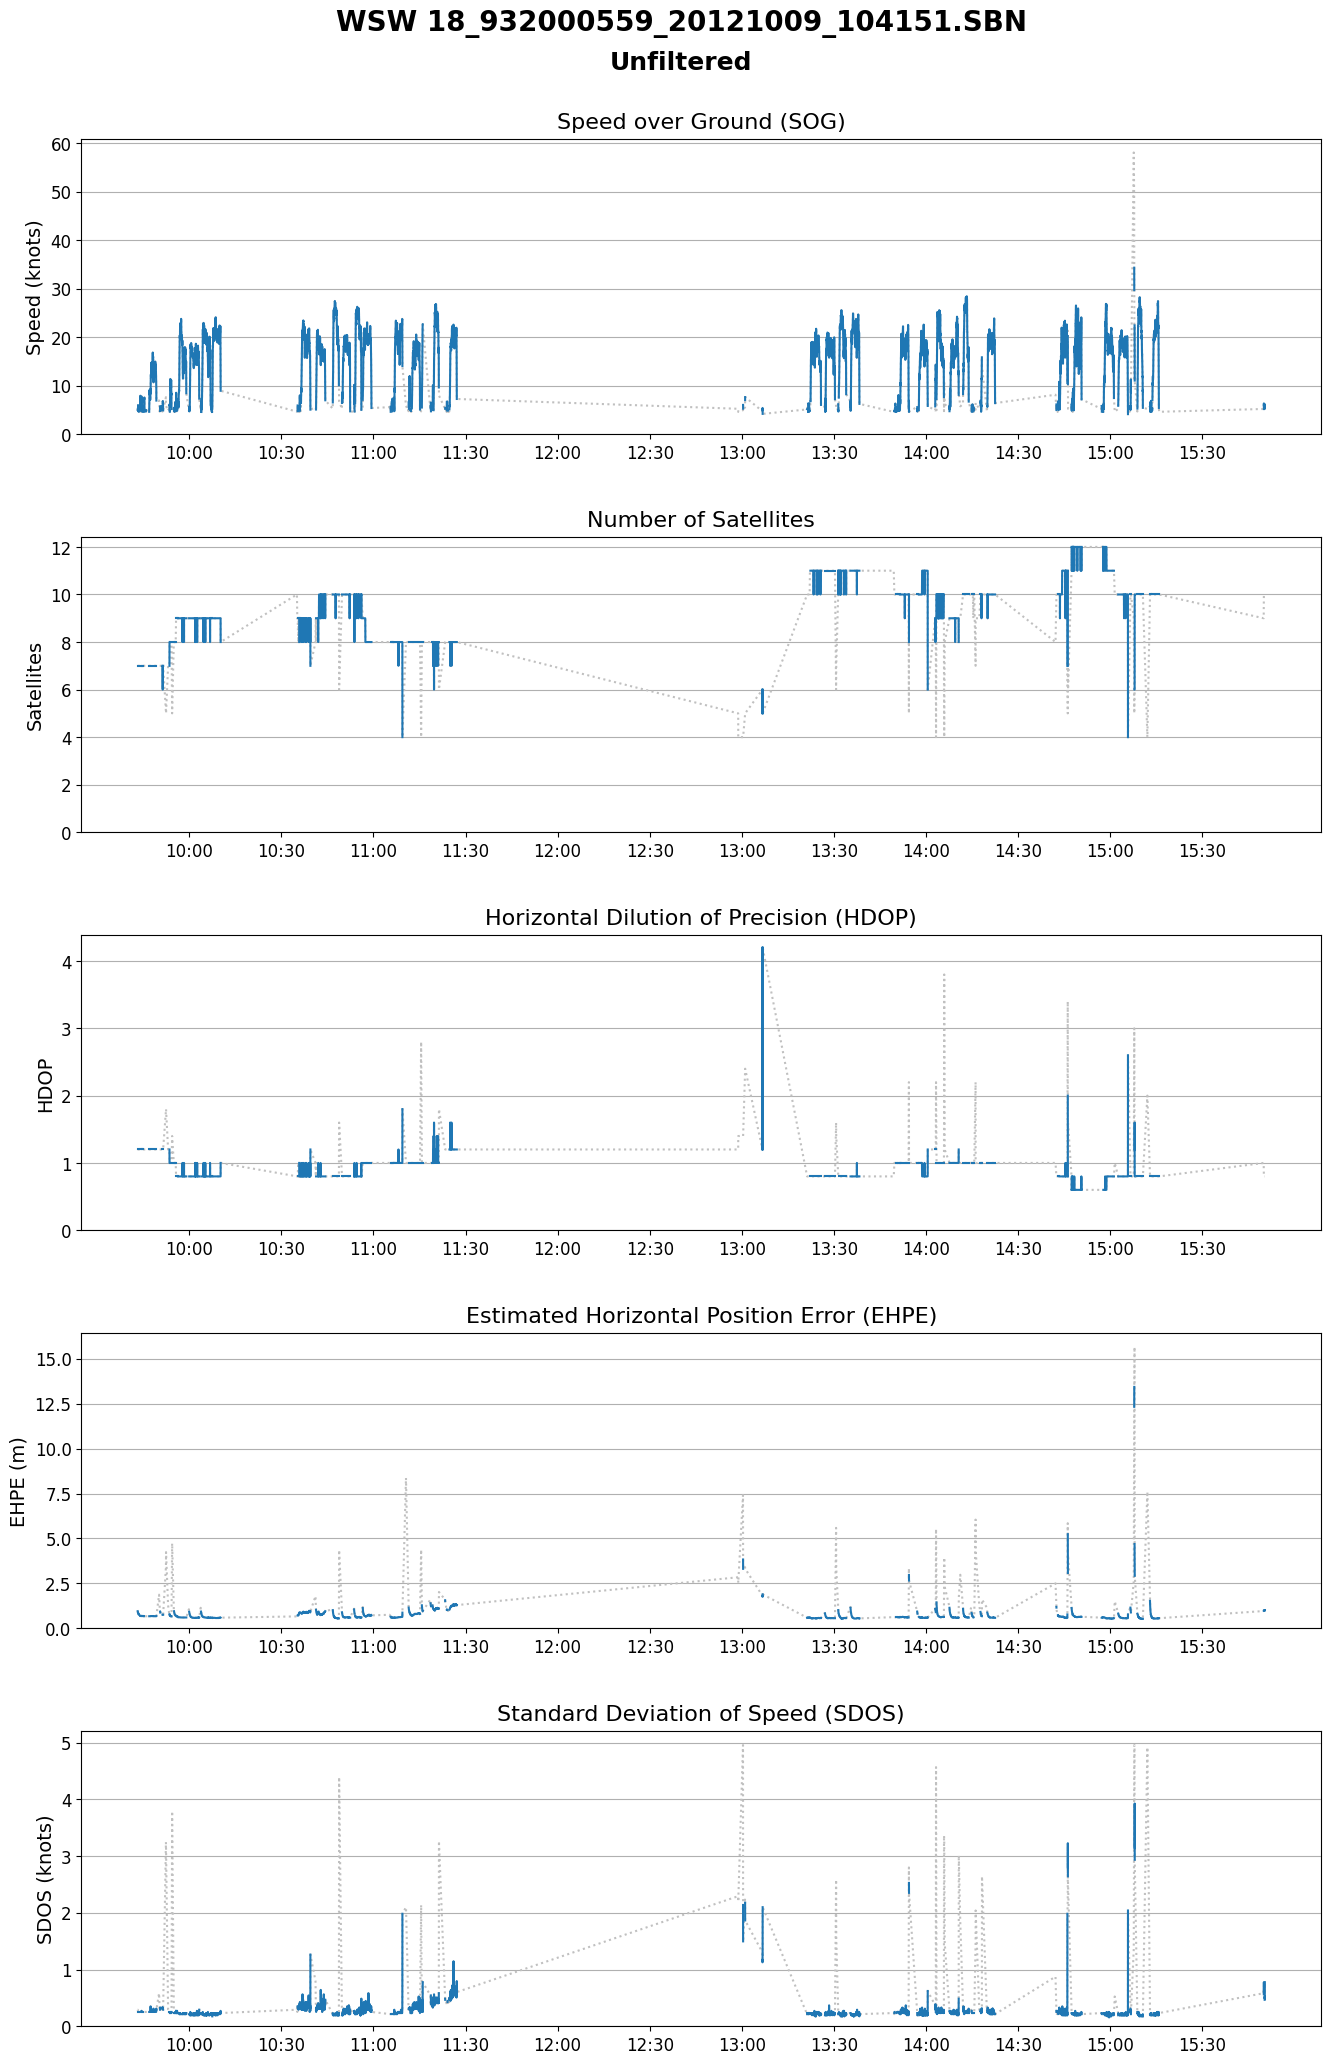 WSW 18_932000559_20121009_104151.SBN
Unfiltered
Speed over Ground (SOG)
Speed (knots)
60
50
40
30
20
10
0
10:00 10:30 11:00 11:30 12:00 12:30 13:00 13:30 14:00 14:30 15:00 15:30
Number of Satellites
Satellites
12
10
8
6
4
2
0
10:00 10:30 11:00 11:30 12:00 12:30 13:00 13:30 14:00 14:30 15:00 15:30
Horizontal Dilution of Precision (HDOP)
HDOP
4
3
2
1
0
10:00 10:30 11:00 11:30 12:00 12:30 13:00 13:30 14:00 14:30 15:00 15:30
Estimated Horizontal Position Error (EHPE)
EHPE (m)
15.0
12.5
10.0
7.5
5.0
2.5
0.0
10:00 10:30 11:00 11:30 12:00 12:30 13:00 13:30 14:00 14:30 15:00 15:30
Standard Deviation of Speed (SDOS)
SDOS (knots)
5
4
3
2
1
0
10:00 10:30 11:00 11:30 12:00 12:30 13:00 13:30 14:00 14:30 15:00 15:30